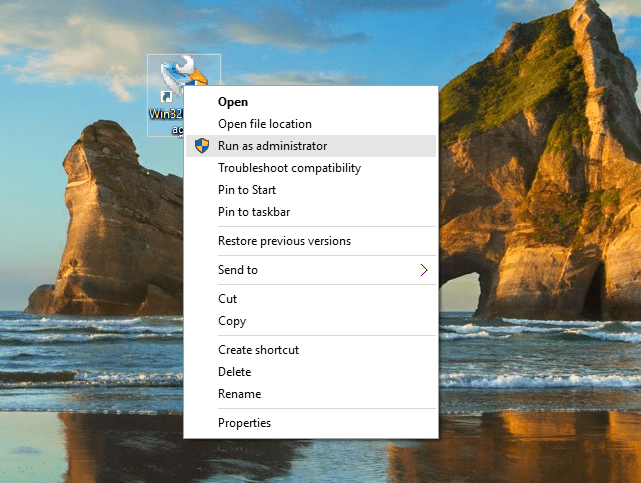 Win32
Open
Open file location
Run as administrator
Troubleshoot compatibility
Pin to Start
Pin to taskbar
Restore previous versions
Send to
Cut
Copy
Create shortcut
Delete
Rename
Properties